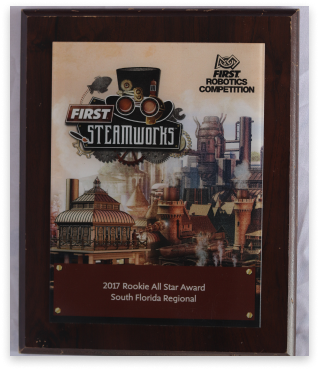 FIRST
ROBOTICS
COMPETITION
FIRST
STEAMWORKS
2017 Rookie All Star Award
South Florida Regional